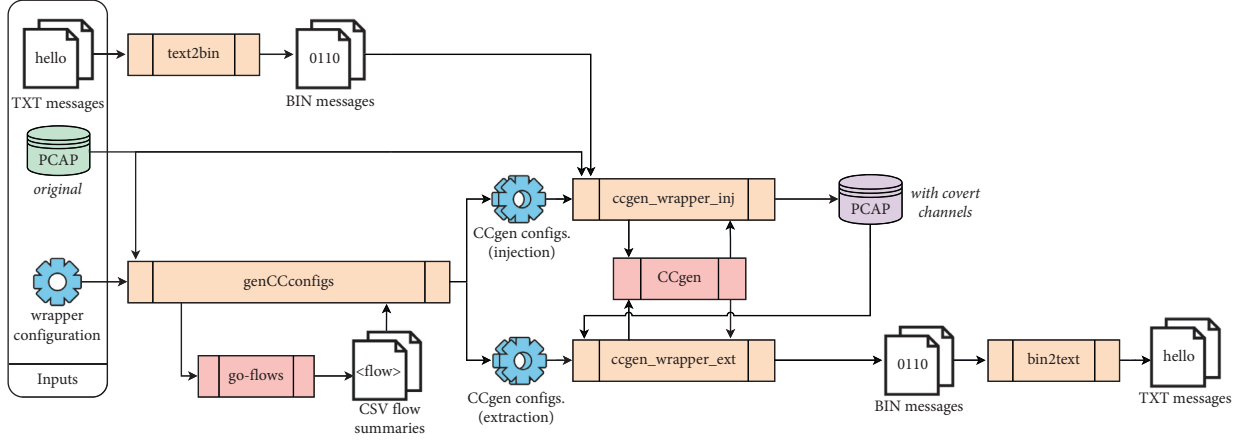 hello
TXT messages
text2bin
0110
BIN messages
PCAP
original
wrapper
configuration
Inputs
genCCconfigs
go-flows
<flow>
CSV flow
summaries
CCgen configs.
(injection)
ccgen_wrapper_inj
CCgen
PCAP
with covert
channels
CCgen configs.
(extraction)
ccgen_wrapper_ext
0110
BIN messages
bin2text
hello
TXT messages